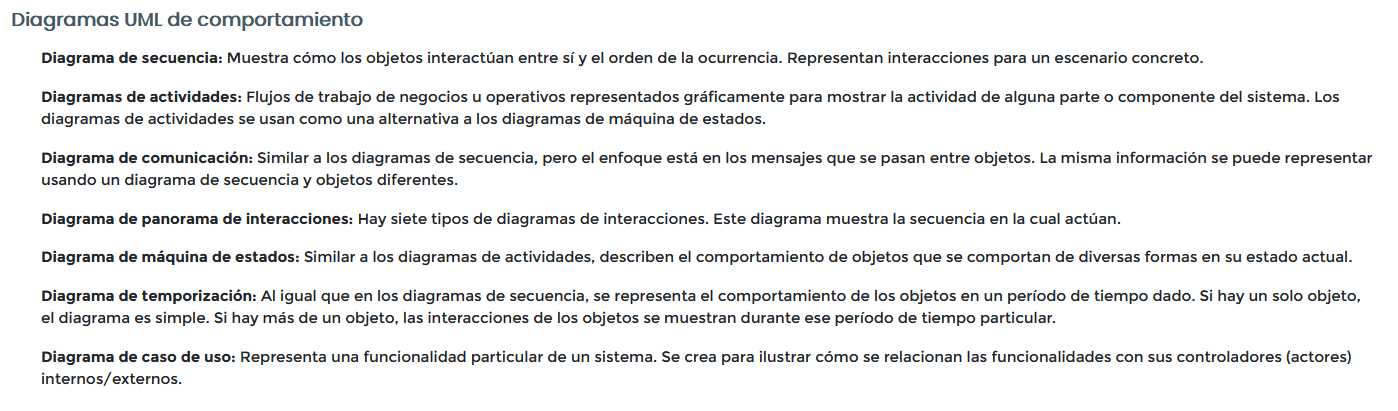 Diagramas UML de comportamiento
Diagrama de secuencia: Muestra cómo los objetos interactúan entre sí y el orden de la ocurrencia. Representan interacciones para un escenario concreto.
Diagramas de actividades: Flujos de trabajo de negocios u operativos representados gráficamente para mostrar la actividad de alguna parte o componente del sistema. Los
diagramas de actividades se usan como una alternativa a los diagramas de máquina de estados.
Diagrama de comunicación: Similar a los diagramas de secuencia, pero el enfoque está en los mensajes que se pasan entre objetos. La misma información se puede representar
usando un diagrama de secuencia y objetos diferentes.
Diagrama de panorama de interacciones: Hay siete tipos de diagramas de interacciones. Este diagrama muestra la secuencia en la cual actúan.
Diagrama de máquina de estados: Similar a los diagramas de actividades, describen el comportamiento de objetos que se comportan de diversas formas en su estado actual.
Diagrama de temporización: Al igual que en los diagramas de secuencia, se representa el comportamiento de los objetos en un período de tiempo dado. Si hay un solo objeto,
el diagrama es simple. Si hay más de un objeto, las interacciones de los objetos se muestran durante ese período de tiempo particular.
Diagrama de caso de uso: Representa una funcionalidad particular de un sistema. Se crea para ilustrar cómo se relacionan las funcionalidades con sus controladores (actores)
internos/externos.